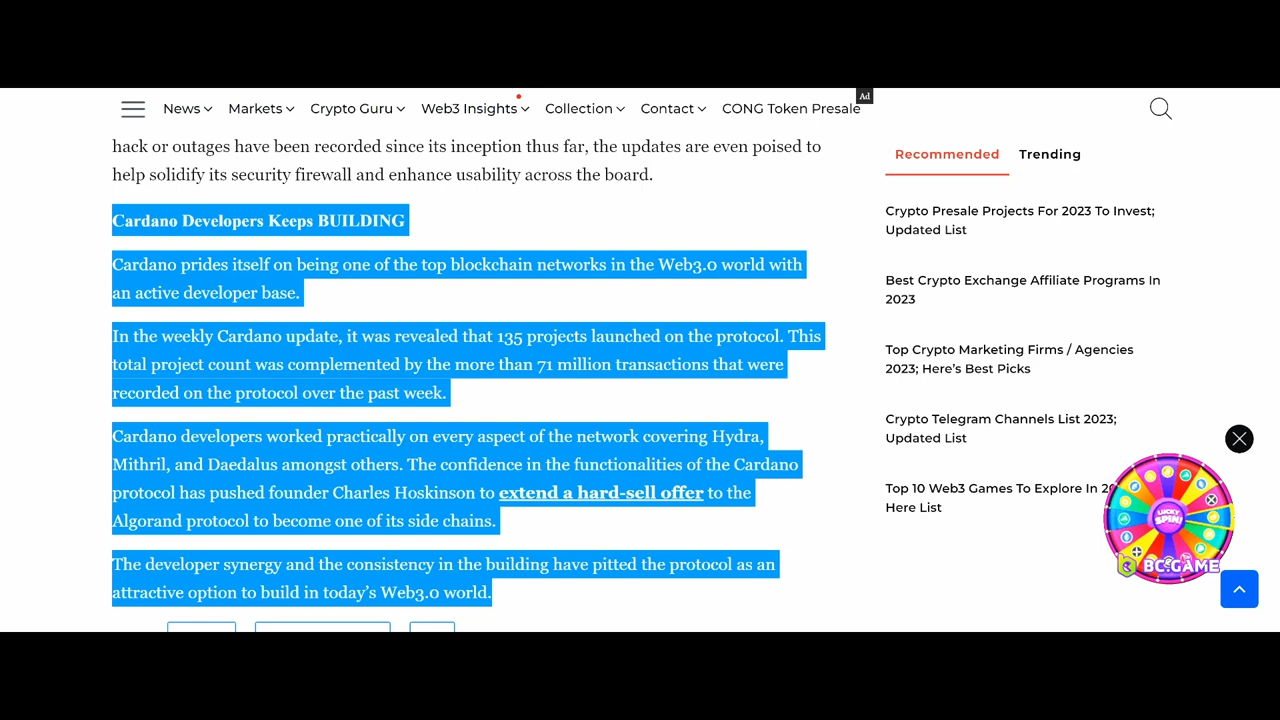 News Markets Crypto Guru Web3 Insights Collection Contact CONG Token Presale Ad
hack or outages have been recorded since its inception thus far, the updates are even poised to
help solidify its security firewall and enhance usability across the board.
Cardano Developers Keeps BUILDING
Cardano prides itself on being one of the top blockchain networks in the Web3.0 world with
an active developer base.
In the weekly Cardano update, it was revealed that 135 projects launched on the protocol. This
total project count was complemented by the more than 71 million transactions that were
recorded on the protocol over the past week.
Cardano developers worked practically on every aspect of the network covering Hydra,
Mithril, and Daedalus amongst others. The confidence in the functionalities of the Cardano
protocol has pushed founder Charles Hoskinson to extend a hard-sell offer to the
Algorand protocol to become one of its side chains.
The developer synergy and the consistency in the building have pitted the protocol as an
attractive option to build in today's Web3.0 world.
Recommended Trending
Crypto Presale Projects For 2023 To Invest;
Updated List
Best Crypto Exchange Affiliate Programs In
2023
Top Crypto Marketing Firms / Agencies
2023; Here's Best Picks
Crypto Telegram Channels List 2023;
Updated List
Top 10 Web3 Games To Explore In
Here List
LUCKY
SPIN!
BC.GAME